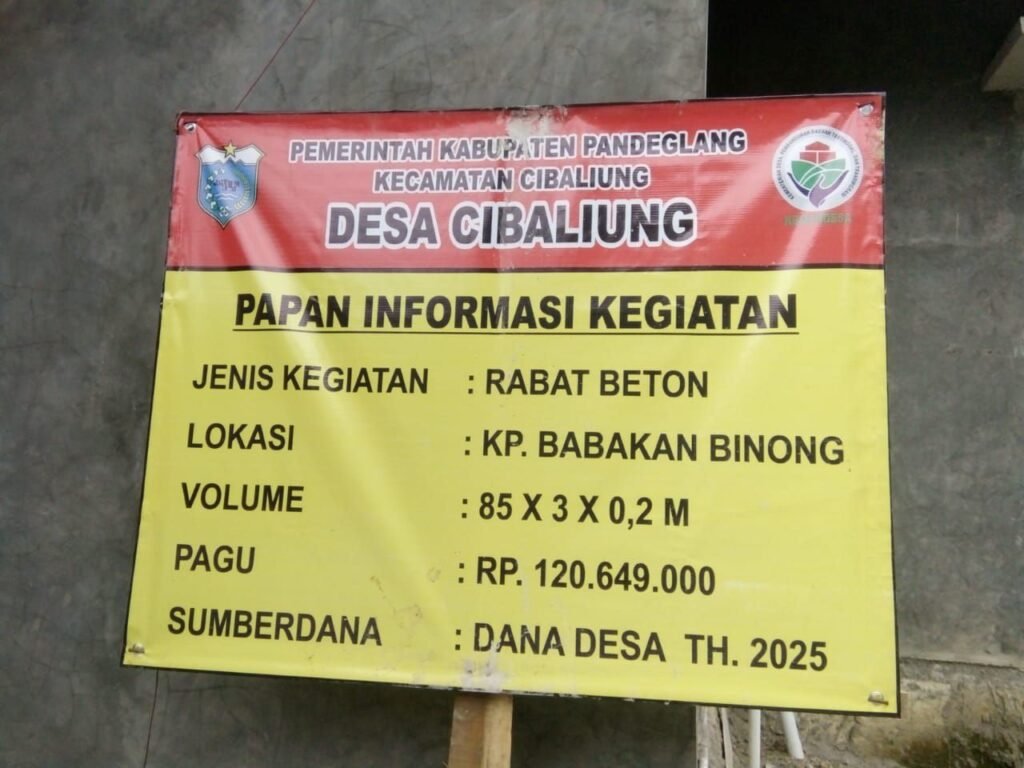 PEMERINTAH KABUPATEN PANDEGLANG
KECAMATAN CIBALIUNG
DESA CIBALIUNG
PAPAN INFORMASI KEGIATAN
JENIS KEGIATAN : RABAT BETON
LOKASI : KP. BABAKAN BINONG
VOLUME : 85 X 3 X 0,2 M
PAGU : RP. 120.649.000
SUMBERDANA : DANA DESA TH. 2025